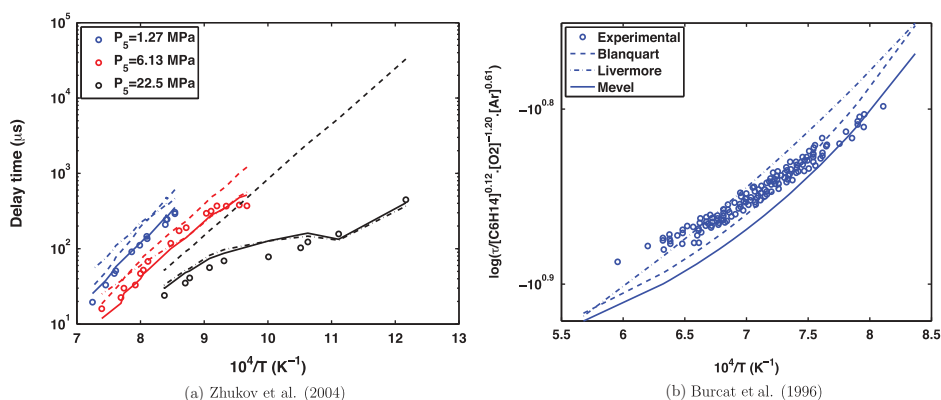 10^5
10^4
10^3
10^2
10^1
Delay time (μs)
P_5=1.27 MPa
P_5=6.13 MPa
P_5=22.5 MPa
7 8 9 10 11 12 13
10^4/T (K^-1)
(a) Zhukov et al. (2004)
log(τ/[C6H14]^0.12.[O2]^-1.20.[Ar]^0.61)
-10^0.8
-10^0.9
Experimental
Blanquart
Livermore
Mevel
5.5 6 6.5 7 7.5 8 8.5
10^4/T (K^-1)
(b) Burcat et al. (1996)